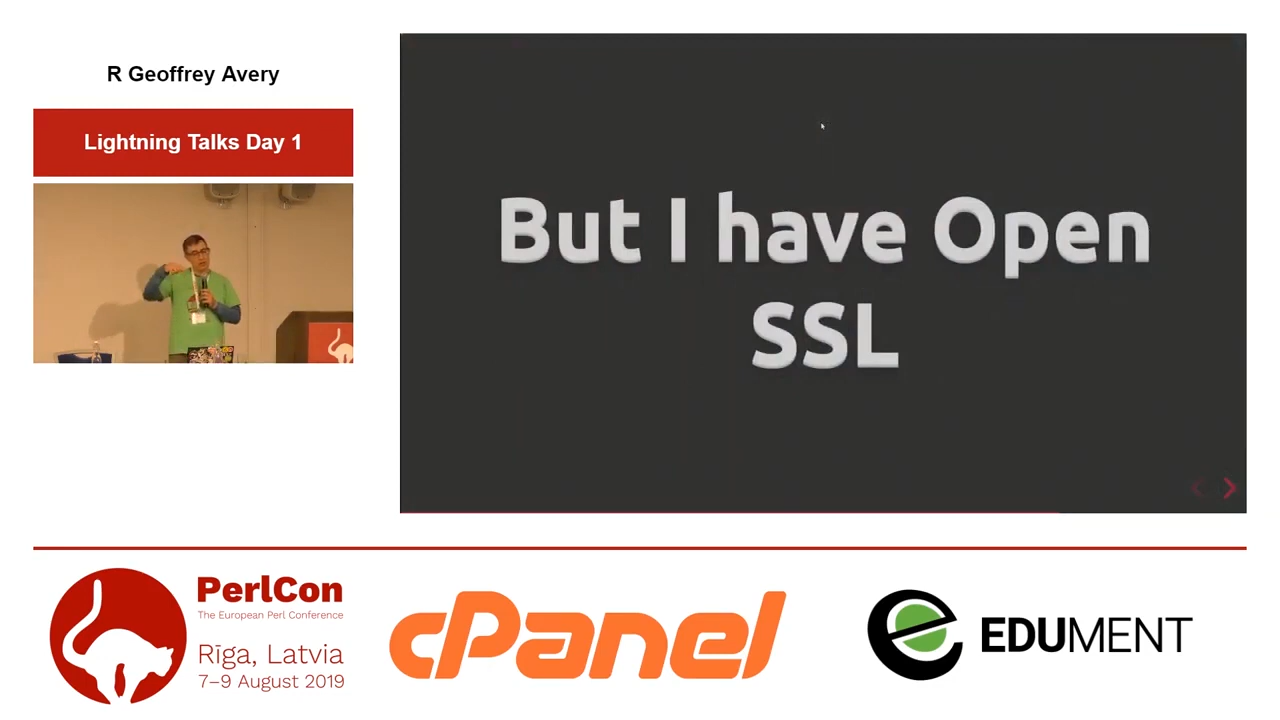 R Geoffrey Avery
Lightning Talks Day 1
But I have Open
SSL
PerlCon
The European Perl Conference
Rīga, Latvia
7–9 August 2019
cPanel
EDUMENT